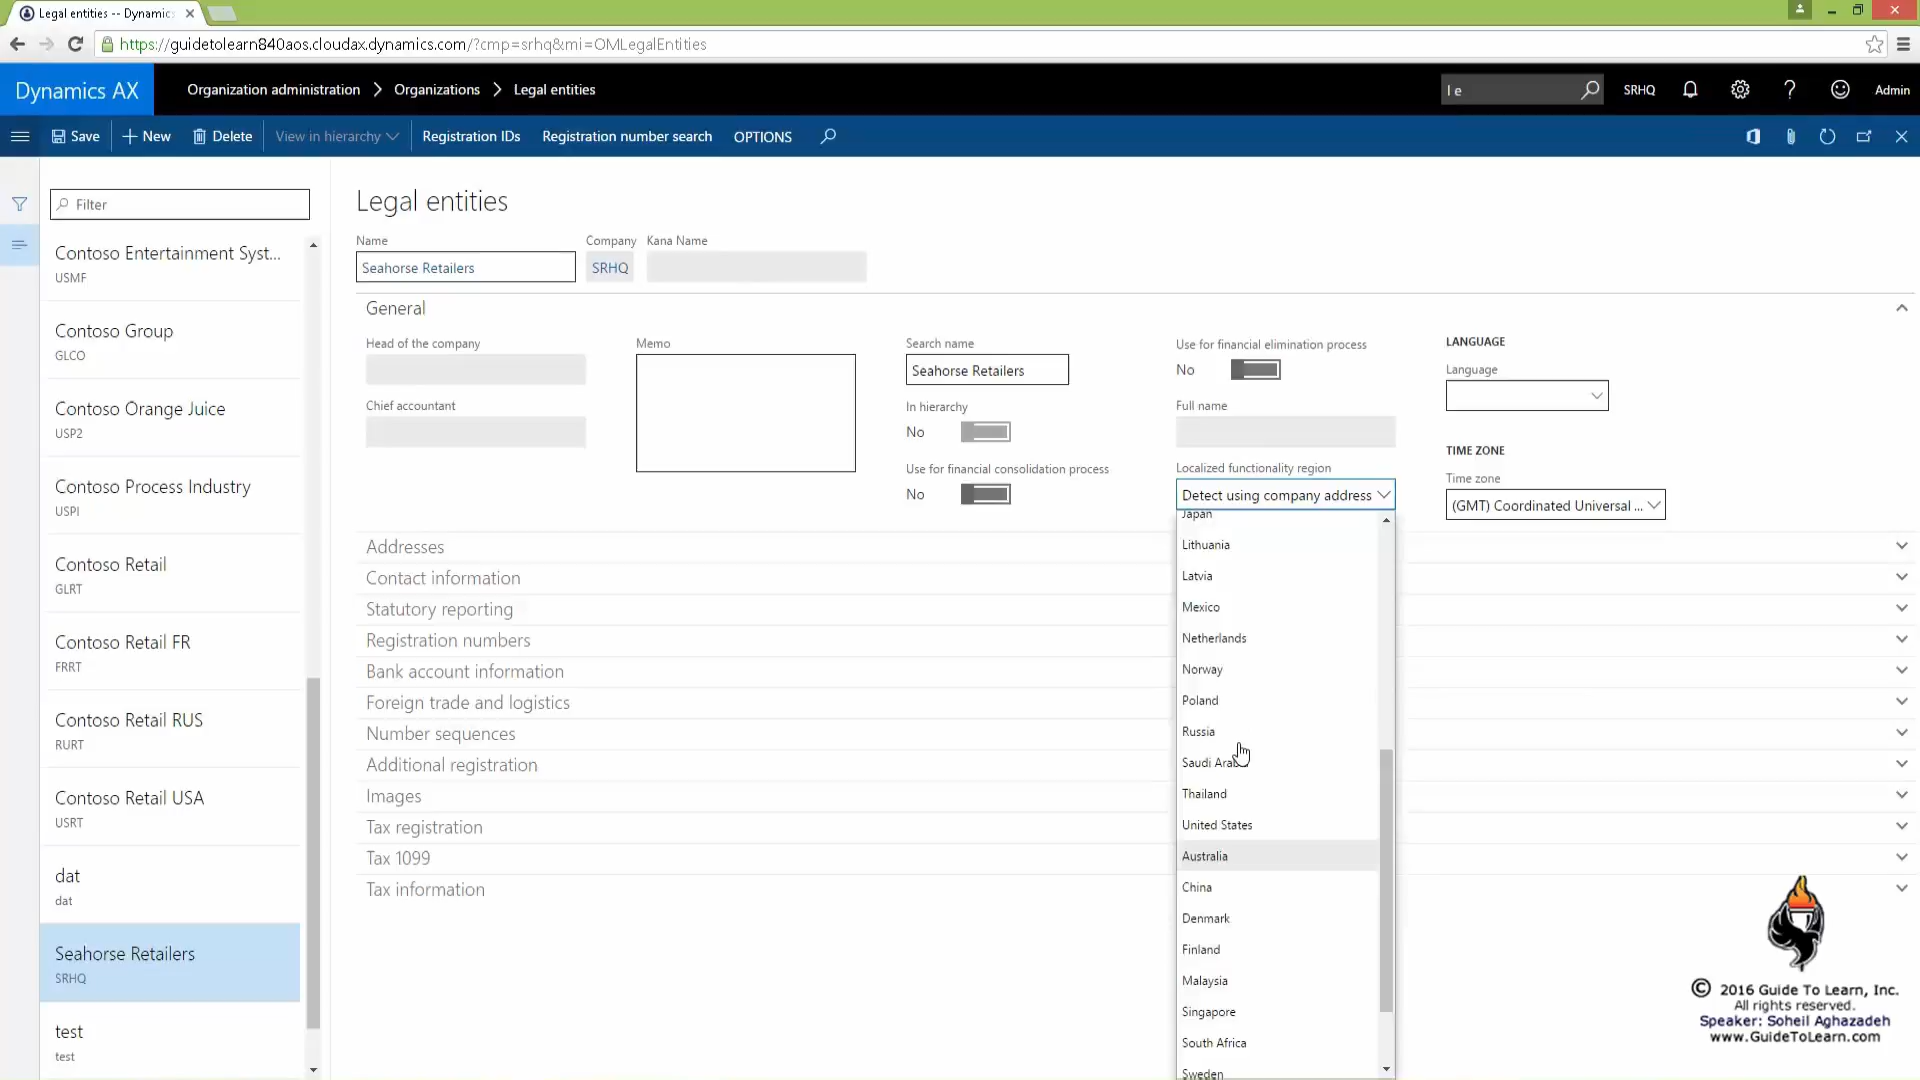 Legal entities -- Dynamic
https://guidetolearn840aos.cloudax.dynamics.com/?cmp=srhq&mi=OMLegalEntities
Dynamics AX
Organization administration > Organizations > Legal entities
l e
SRHQ
Admin
Save
New
Delete
View in hierarchy
Registration IDs
Registration number search
OPTIONS
Filter
Contoso Entertainment Syst...
USMF
Contoso Group
GLCO
Contoso Orange Juice
USP2
Contoso Process Industry
USPI
Contoso Retail
GLRT
Contoso Retail FR
FRRT
Contoso Retail RUS
RURT
Contoso Retail USA
USRT
dat
dat
Seahorse Retailers
SRHQ
test
test
Legal entities
Name
Company
Kana Name
Seahorse Retailers
SRHQ
General
Head of the company
Chief accountant
Memo
Search name
Seahorse Retailers
In hierarchy
No
Use for financial consolidation process
No
Use for financial elimination process
No
Full name
Localized functionality region
Detect using company address
Japan
Lithuania
Latvia
Mexico
Netherlands
Norway
Poland
Russia
Saudi Arabia
Thailand
United States
Australia
China
Denmark
Finland
Malaysia
Singapore
South Africa
Sweden
LANGUAGE
Language
TIME ZONE
Time zone
(GMT) Coordinated Universal ...
Addresses
Contact information
Statutory reporting
Registration numbers
Bank account information
Foreign trade and logistics
Number sequences
Additional registration
Images
Tax registration
Tax 1099
Tax information
© 2016 Guide To Learn, Inc.
All rights reserved.
Speaker: Soheil Aghazadeh
www.GuideToLearn.com